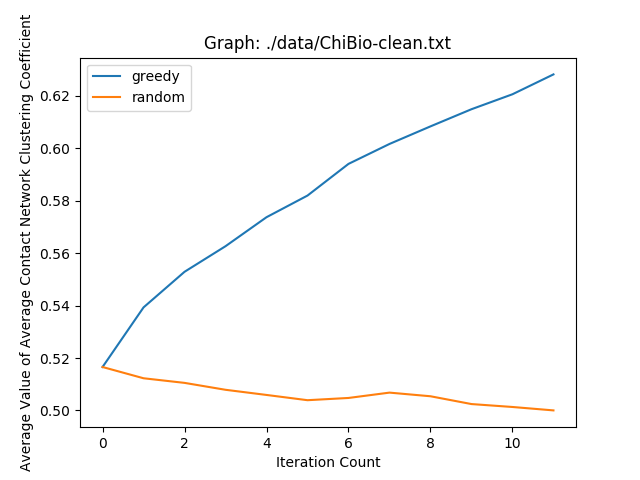 Graph: ./data/ChiBio-clean.txt
greedy
random
Average Value of Average Contact Network Clustering Coefficient
0.62
0.60
0.58
0.56
0.54
0.52
0.50
0 2 4 6 8 10
Iteration Count